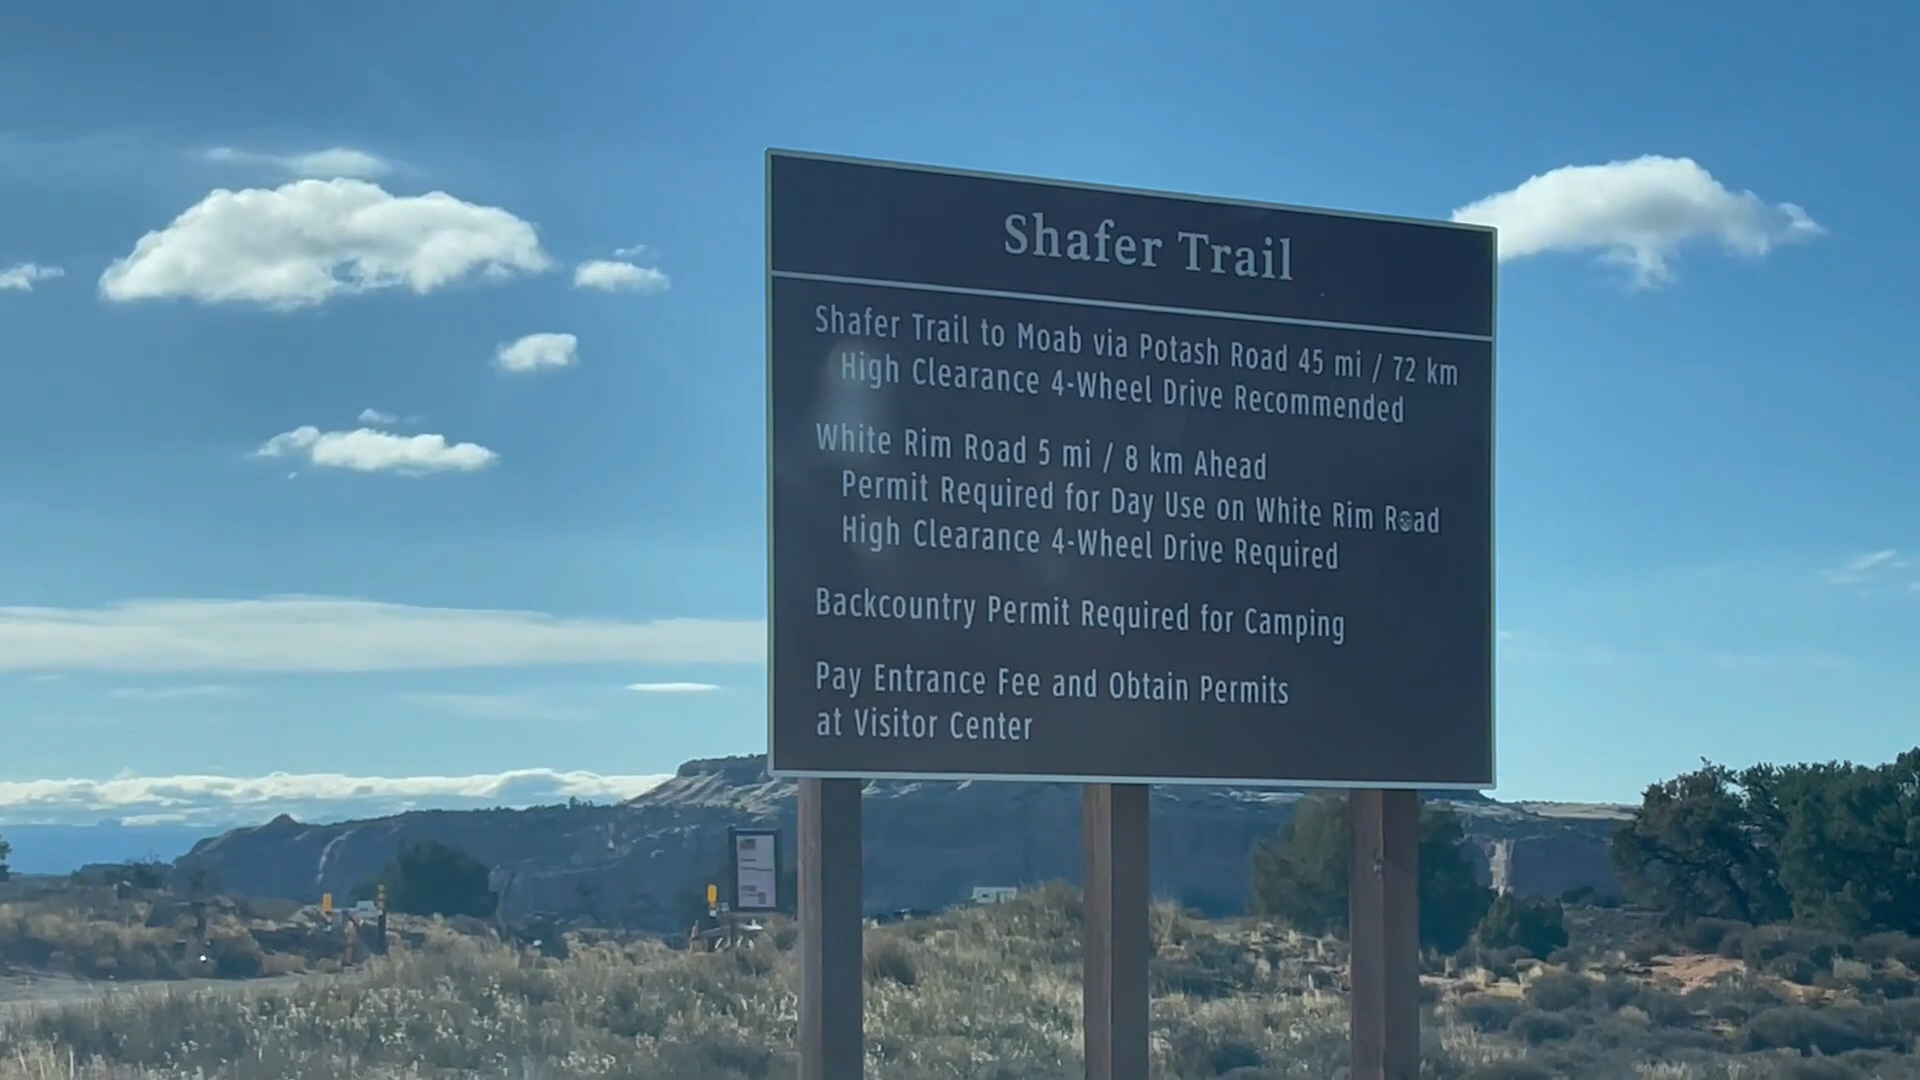 Shafer Trail
Shafer Trail to Moab via Potash Road 45 mi / 72 km
High Clearance 4-Wheel Drive Recommended
White Rim Road 5 mi / 8 km Ahead
Permit Required for Day Use on White Rim Road
High Clearance 4-Wheel Drive Required
Backcountry Permit Required for Camping
Pay Entrance Fee and Obtain Permits
at Visitor Center